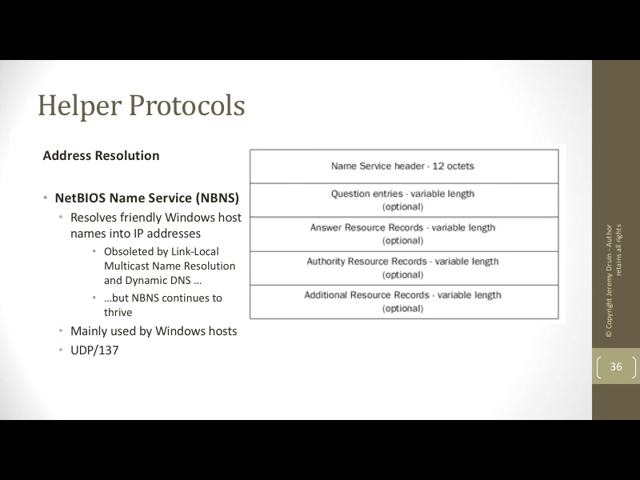 Helper Protocols
Address Resolution
• NetBIOS Name Service (NBNS)
• Resolves friendly Windows host
names into IP addresses
• Obsoleted by Link-Local
Multicast Name Resolution
and Dynamic DNS …
• …but NBNS continues to
thrive
• Mainly used by Windows hosts
• UDP/137
Name Service header - 12 octets
Question entries - variable length
(optional)
Answer Resource Records - variable length
(optional)
Authority Resource Records - variable length
(optional)
Additional Resource Records - variable length
(optional)
© Copyright Jeremy Druin - Author
retains all rights
36